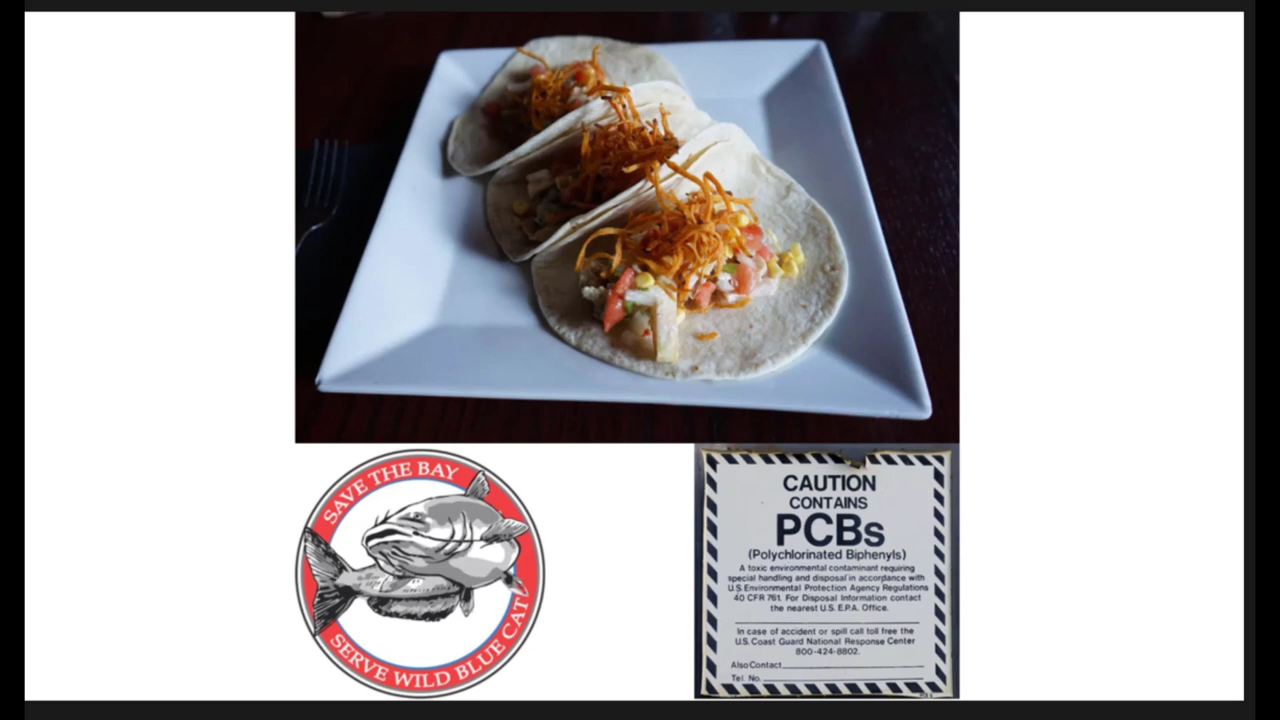 SAVE THE BAY
SERVE WILD BLUE CAT
CAUTION
CONTAINS
PCBs
(Polychlorinated Biphenyls)
A toxic environmental contaminant requiring
special handling and disposal in accordance with
U.S. Environmental Protection Agency Regulations
40 CFR 761. For Disposal Information contact
the nearest U.S. E.P.A. Office.
In case of accident or spill call toll free the
U.S. Coast Guard National Response Center
800-424-8802.
Also Contact
Tel. No.